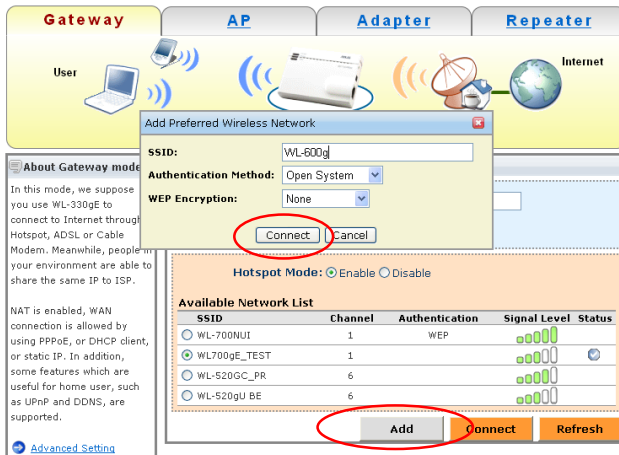 Gateway AP Adapter Repeater
User
Internet
Add Preferred Wireless Network
SSID: WL-600g
Authentication Method: Open System
WEP Encryption: None
Connect Cancel
About Gateway mode
In this mode, we suppose
you use WL-330gE to
connect to Internet through
Hotspot, ADSL or Cable
Modem. Meanwhile, people in
your environment are able to
share the same IP to ISP.
NAT is enabled, WAN
connection is allowed by
using PPPoE, or DHCP client,
or static IP. In addition,
some features which are
useful for home user, such
as UPnP and DDNS, are
supported.
Advanced Setting
Hotspot Mode: Enable Disable
Available Network List
SSID Channel Authentication Signal Level Status
WL-700NUI 1 WEP
WL700gE_TEST 1
WL-520GC_PR 6
WL-520gU BE 6
Add Connect Refresh